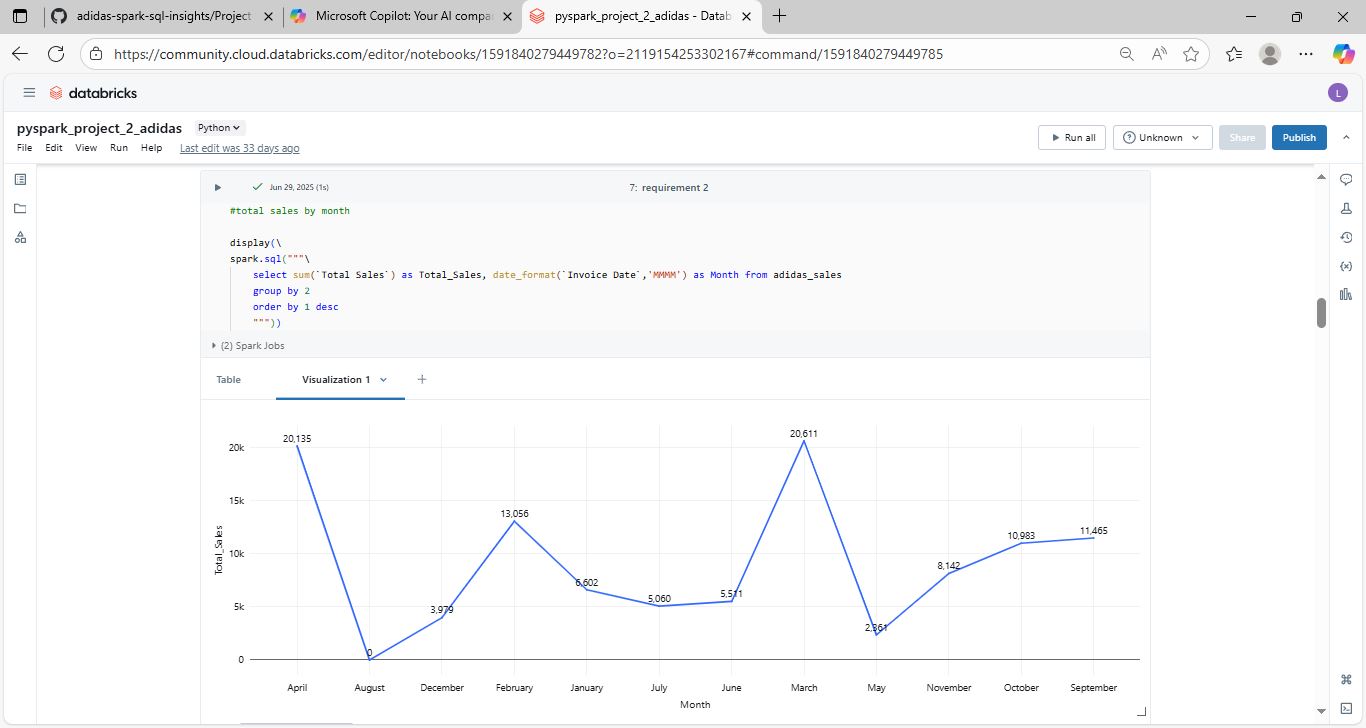 adidas-spark-sql-insights/Project
Microsoft Copilot: Your AI compa
pyspark_project_2_adidas - Datab
https://community.cloud.databricks.com/editor/notebooks/1591840279449782?o=2119154253302167#command/1591840279449785
databricks
L
pyspark_project_2_adidas
Python
File Edit View Run Help Last edit was 33 days ago
Run all
Unknown
Share
Publish
Jun 29, 2025 (1s)
7: requirement 2
#total sales by month
display(\
spark.sql("""\
select sum(`Total Sales`) as Total_Sales, date_format(`Invoice Date`,'MMMM') as Month from adidas_sales
group by 2
order by 1 desc
"""))
(2) Spark Jobs
Table
Visualization 1
+
20,135
0
3,979
13,056
6,602
5,060
5,511
20,611
2,361
8,142
10,983
11,465
20k
15k
10k
5k
0
Total_Sales
April August December February January July June March May November October September
Month